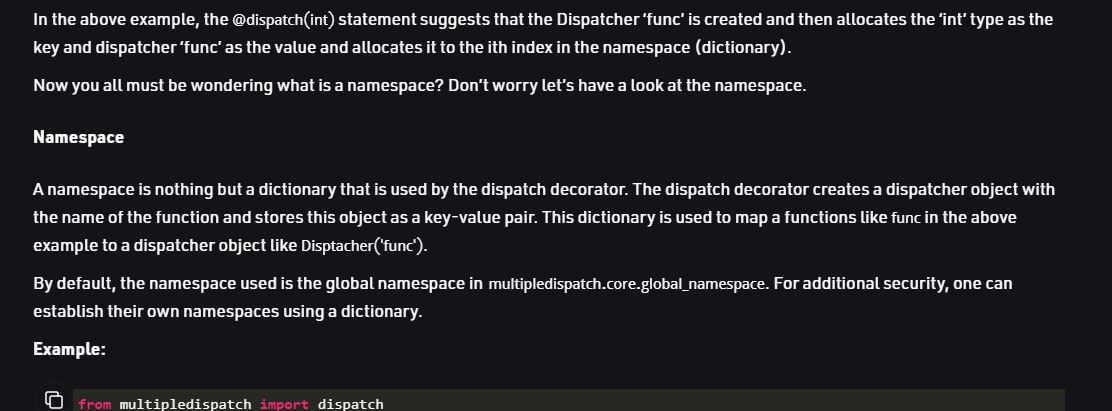 In the above example, the @dispatch(int) statement suggests that the Dispatcher ‘func’ is created and then allocates the ‘int’ type as the
key and dispatcher ‘func’ as the value and allocates it to the ith index in the namespace (dictionary).
Now you all must be wondering what is a namespace? Don’t worry let’s have a look at the namespace.
Namespace
A namespace is nothing but a dictionary that is used by the dispatch decorator. The dispatch decorator creates a dispatcher object with
the name of the function and stores this object as a key-value pair. This dictionary is used to map a functions like func in the above
example to a dispatcher object like Disptacher('func').
By default, the namespace used is the global namespace in multipledispatch.core.global_namespace. For additional security, one can
establish their own namespaces using a dictionary.
Example:
from multipledispatch import dispatch